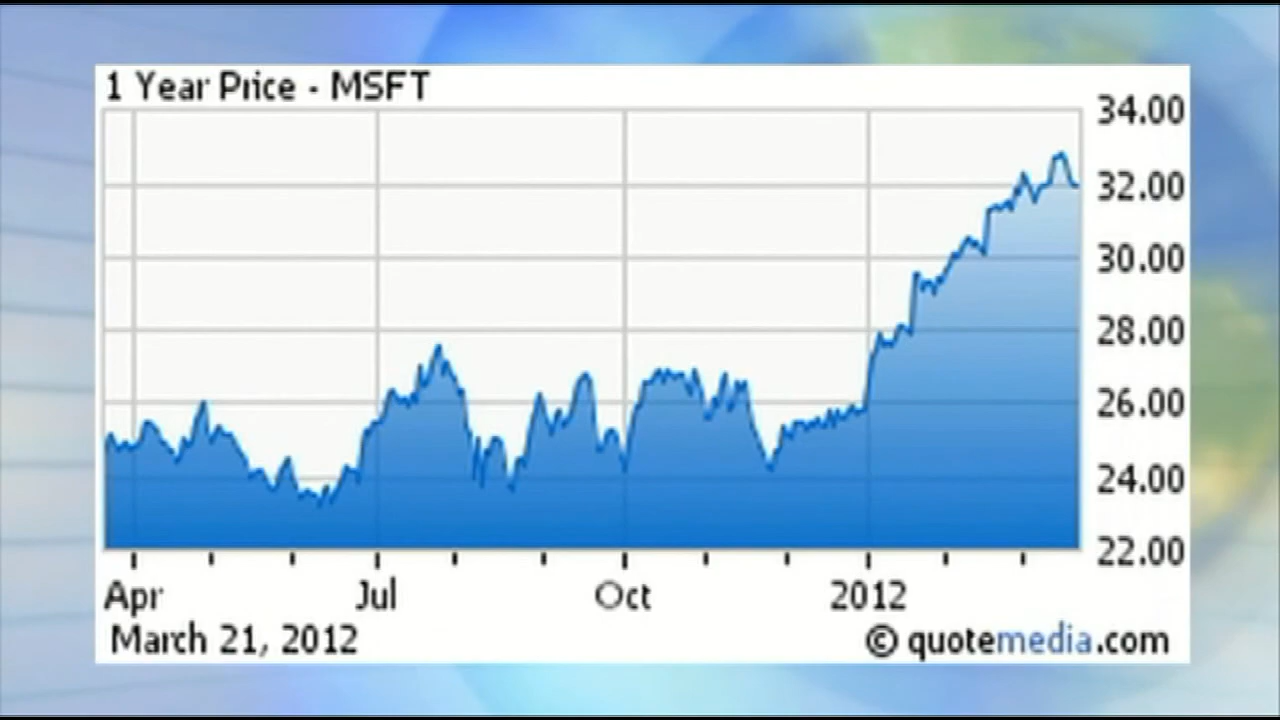 1 Year Price - MSFT
34.00
32.00
30.00
28.00
26.00
24.00
22.00
Apr Jul Oct 2012
March 21, 2012 © quotemedia.com